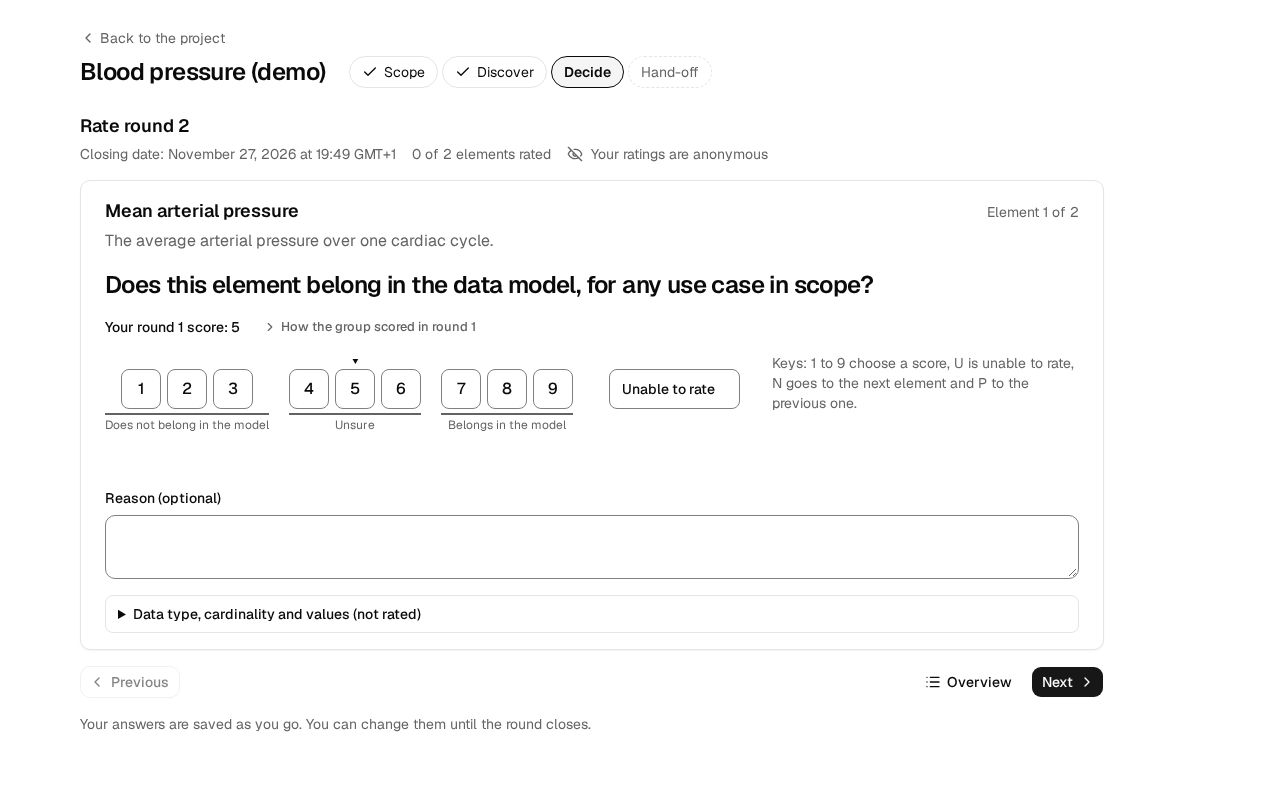 Back to the project
Blood pressure (demo)
Scope
Discover
Decide
Hand-off
Rate round 2
Closing date: November 27, 2026 at 19:49 GMT+1
0 of 2 elements rated
Your ratings are anonymous
Mean arterial pressure
Element 1 of 2
The average arterial pressure over one cardiac cycle.
Does this element belong in the data model, for any use case in scope?
Your round 1 score: 5
How the group scored in round 1
1 2 3
Does not belong in the model
4 5 6
Unsure
7 8 9
Belongs in the model
Unable to rate
Keys: 1 to 9 choose a score, U is unable to rate,
N goes to the next element and P to the
previous one.
Reason (optional)
Data type, cardinality and values (not rated)
Previous
Overview
Next
Your answers are saved as you go. You can change them until the round closes.